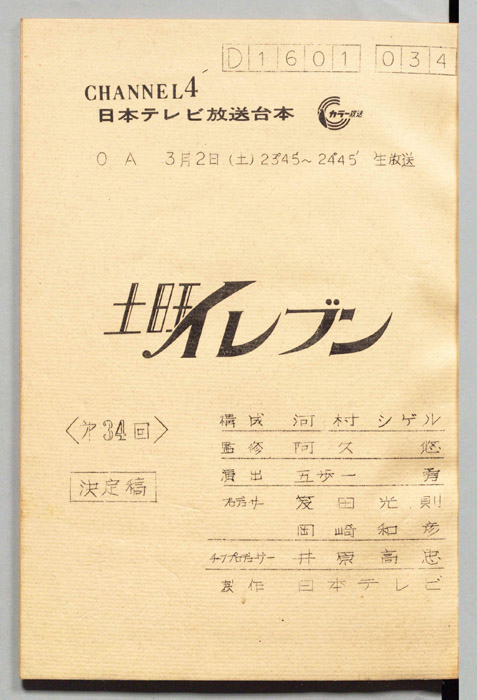 D1601 034
CHANNEL4
日本テレビ放送台本 カラー放送
OA 3月2日(土)23°45′～24°45′ 生放送
土旺イレブン
〈第34回〉
決定稿
構成 河村シゲル
監修 阿久悠
演出 五歩一勇
プロデューサー 笈田光則
岡崎和彦
チーフプロデューサー 井原高忠
製作 日本テレビ